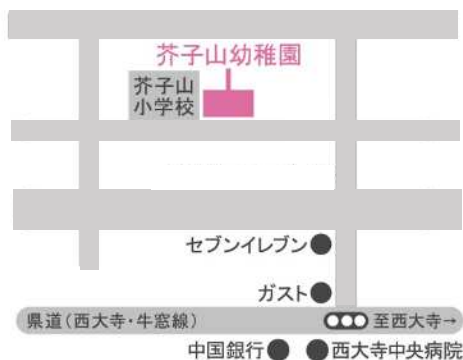 芥子山幼稚園
芥子山
小学校
セブンイレブン
ガスト
県道(西大寺・牛窓線)
至西大寺→
中国銀行
西大寺中央病院